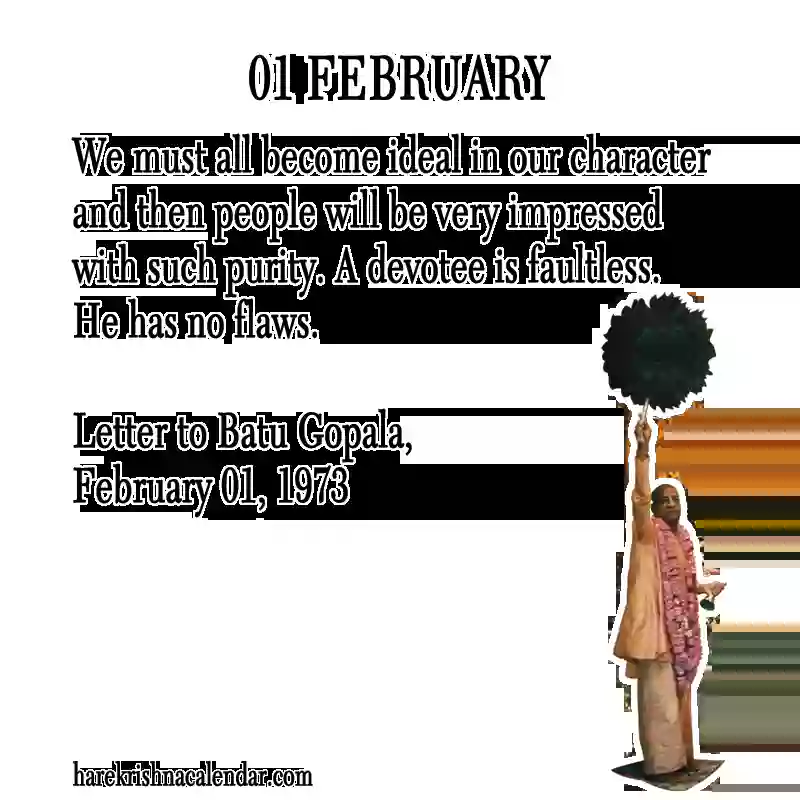 01 FEBRUARY
We must all become ideal in our character
and then people will be very impressed
with such purity. A devotee is faultless.
He has no flaws.
Letter to Batu Gopala,
February 01, 1973
harekrishnacalendar.com